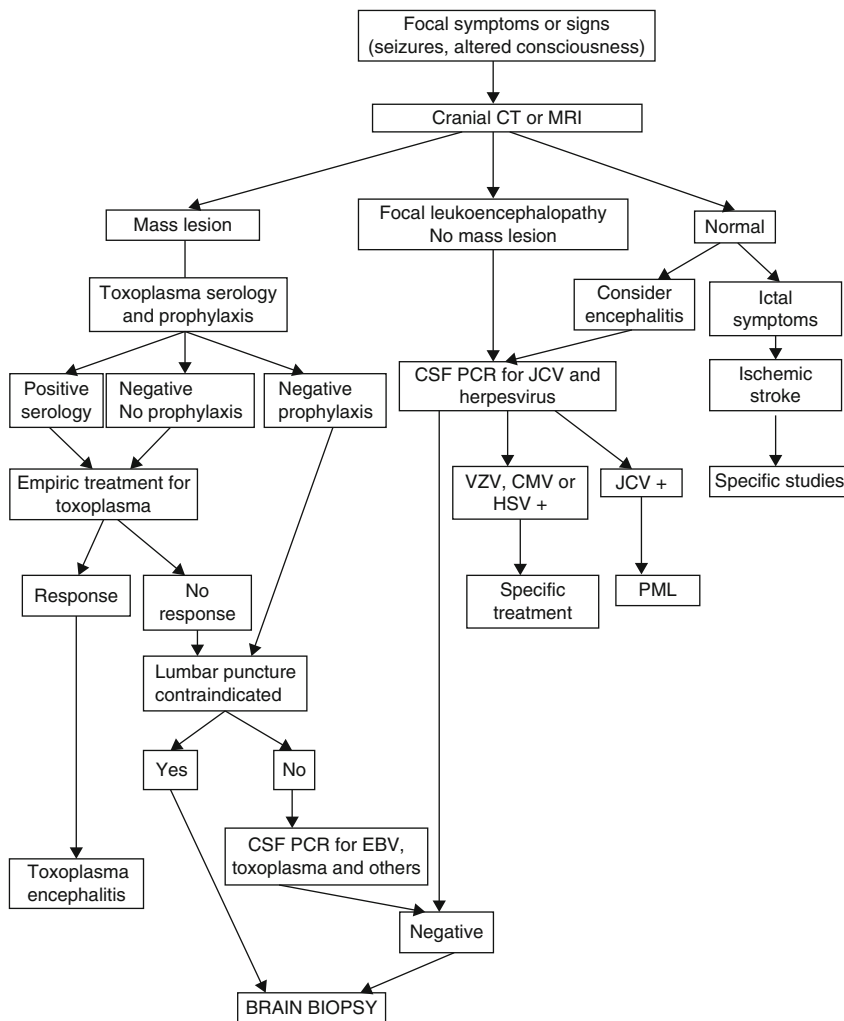 Focal symptoms or signs
(seizures, altered consciousness)
Cranial CT or MRI
Mass lesion
Focal leukoencephalopathy
No mass lesion
Normal
Toxoplasma serology
and prophylaxis
Consider
encephalitis
Ictal
symptoms
Positive
serology
Negative
No prophylaxis
Negative
prophylaxis
CSF PCR for JCV and
herpesvirus
Ischemic
stroke
Empiric treatment for
toxoplasma
VZV, CMV or
HSV +
JCV +
Specific studies
Response
No
response
Specific
treatment
PML
Lumbar puncture
contraindicated
Yes
No
CSF PCR for EBV,
toxoplasma and others
Toxoplasma
encephalitis
Negative
BRAIN BIOPSY